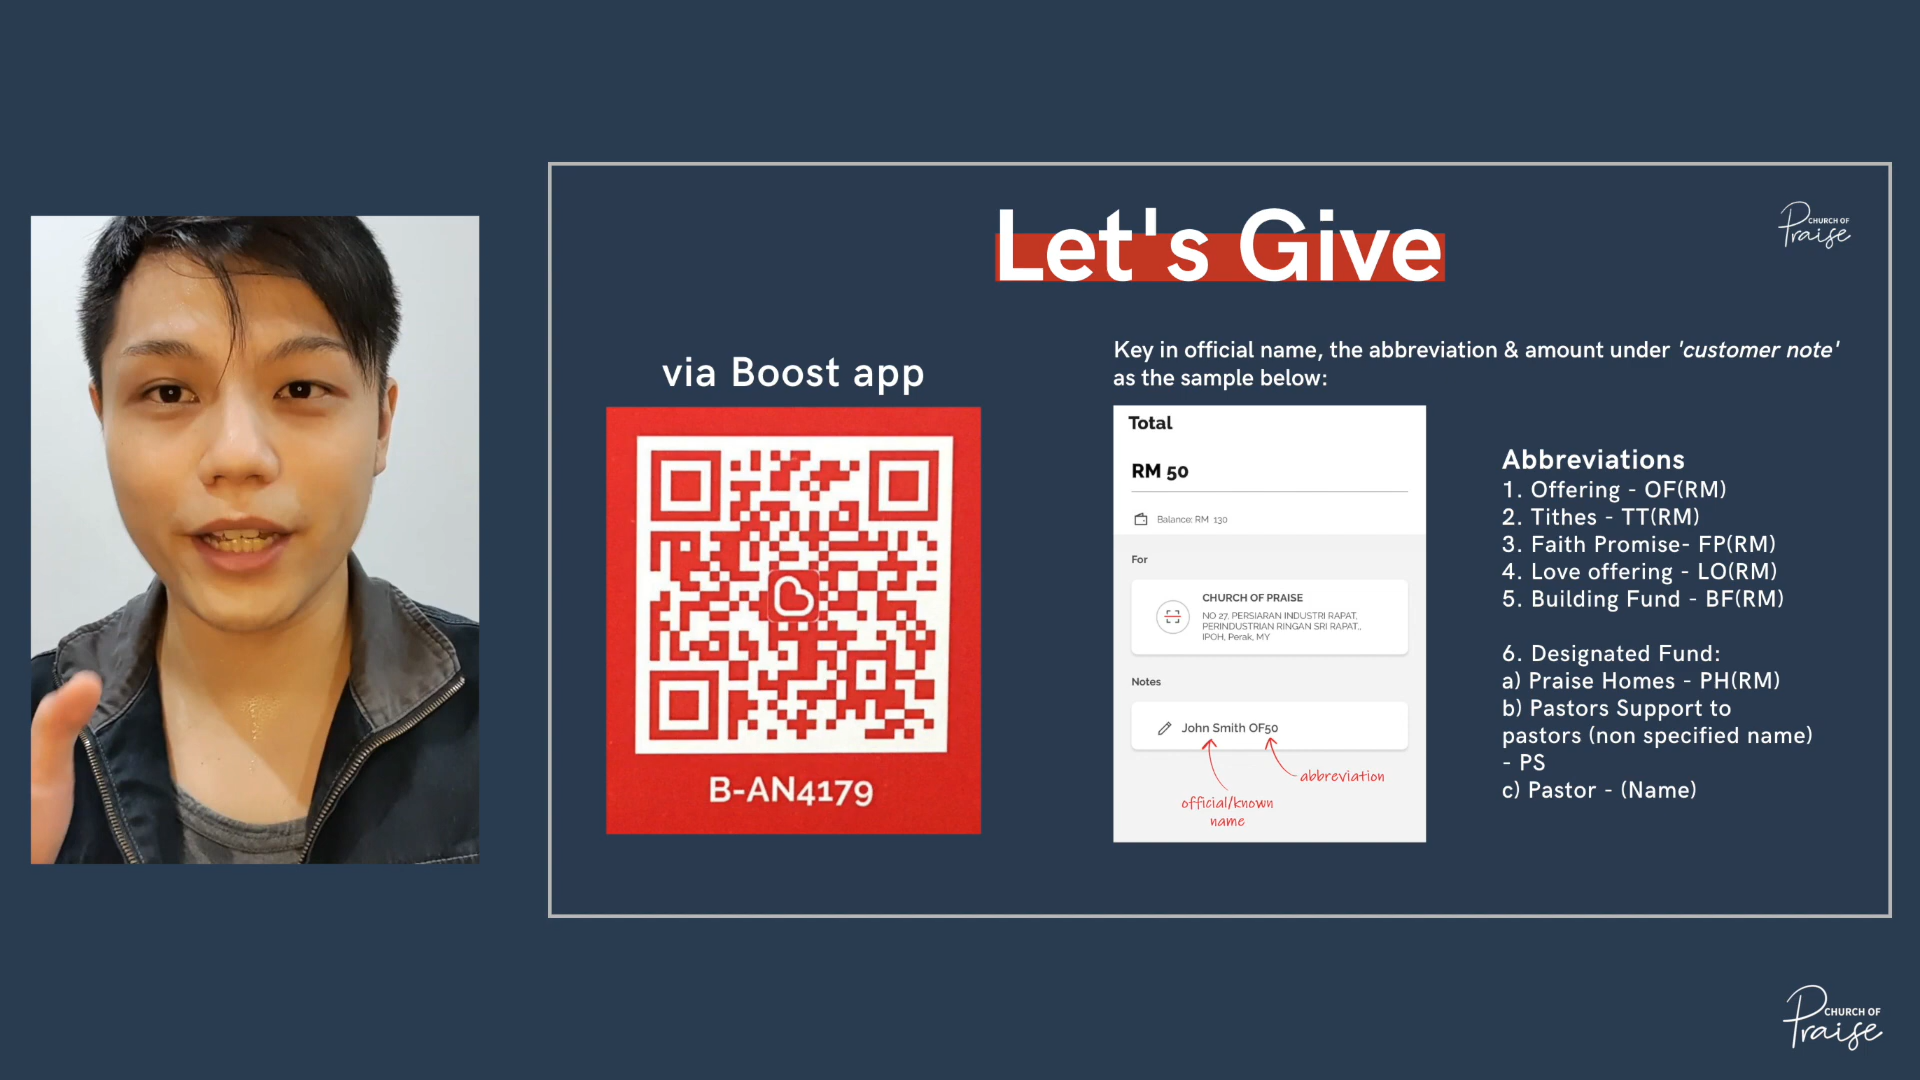 Let's Give
CHURCH OF
Praise
via Boost app
B-AN4179
Key in official name, the abbreviation & amount under 'customer note'
as the sample below:
Total
RM 50
Balance: RM 130
For
CHURCH OF PRAISE
NO 27, PERSIARAN INDUSTRI RAPAT,
PERINDUSTRIAN RINGAN SRI RAPAT,,
IPOH, Perak, MY
Notes
John Smith OF50
abbreviation
official/known
name
Abbreviations
1. Offering - OF(RM)
2. Tithes - TT(RM)
3. Faith Promise- FP(RM)
4. Love offering - LO(RM)
5. Building Fund - BF(RM)
6. Designated Fund:
a) Praise Homes - PH(RM)
b) Pastors Support to
pastors (non specified name)
- PS
c) Pastor - (Name)
CHURCH OF
Praise